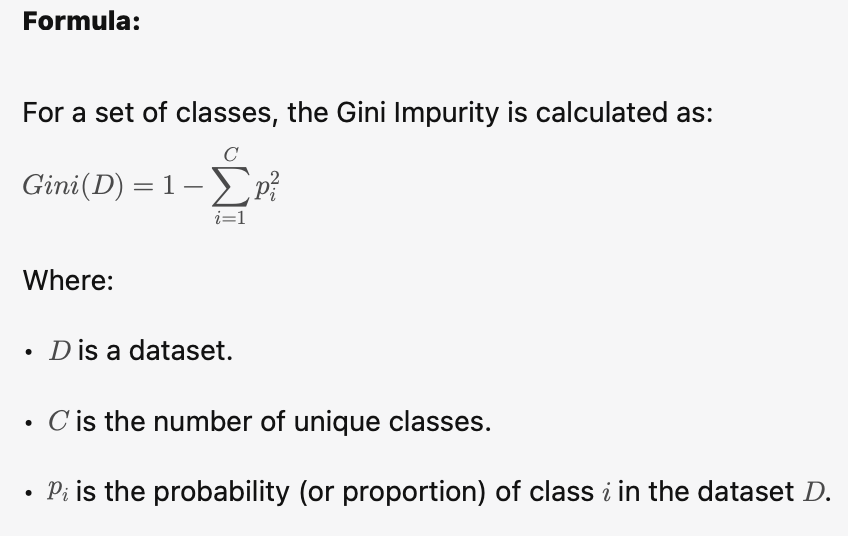 Formula:
For a set of classes, the Gini Impurity is calculated as:
$Gini(D) = 1 - \sum_{i=1}^{C} p_i^2$
Where:
• $D$ is a dataset.
• $C$ is the number of unique classes.
• $p_i$ is the probability (or proportion) of class $i$ in the dataset $D$.